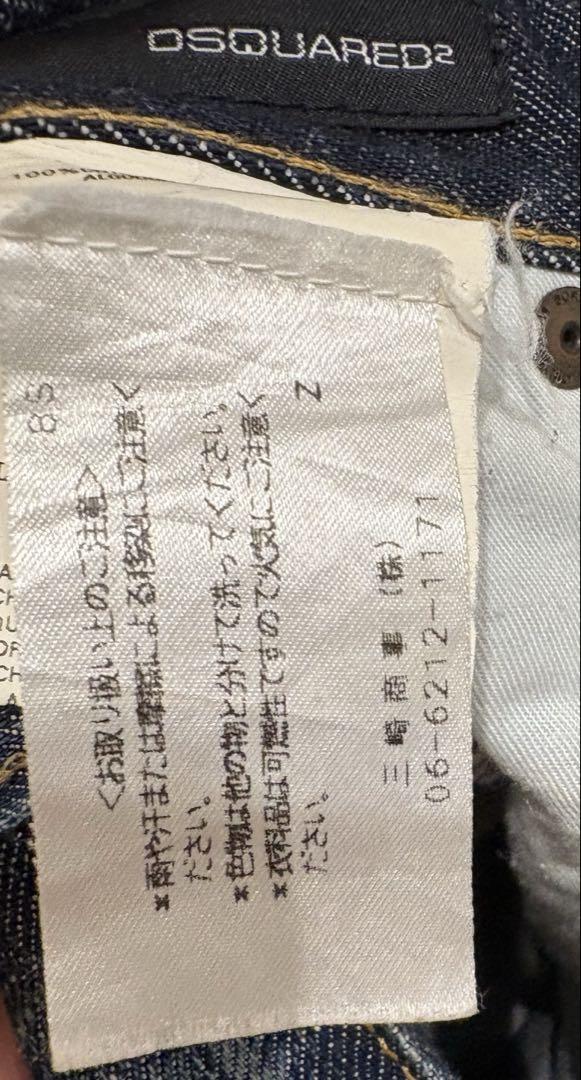 DSQUARED²
100%
8S
<お取り扱い上のご注意>
*雨や汗または摩擦による移染にご注意く
ださい。
*色物は他の物と分けて洗ってください。
*衣料品は可燃性ですので火気にご注意く
ださい。
Z
三崎商事(株)
06-6212-1171